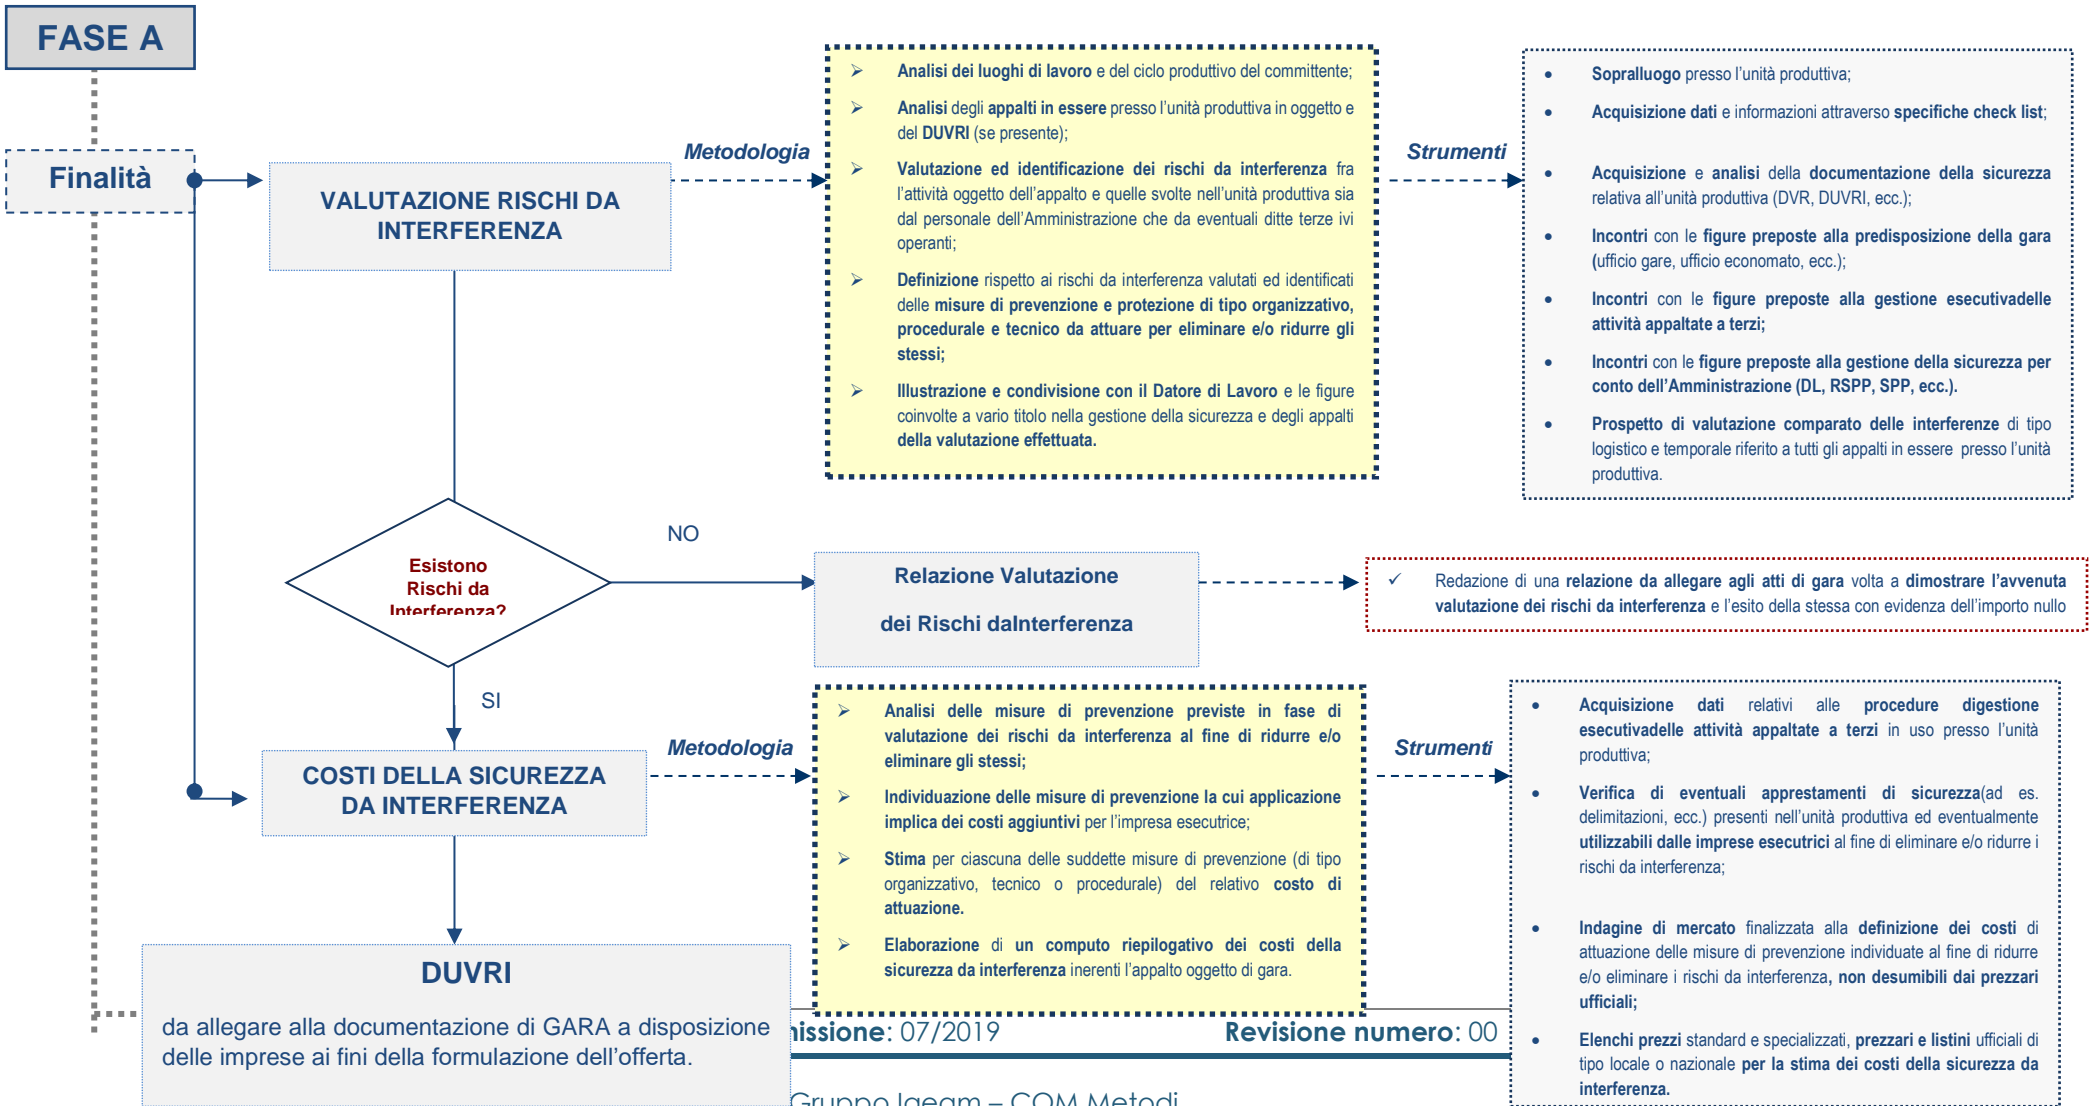 FASE A
Finalità
VALUTAZIONE RISCHI DA
INTERFERENZA
Metodologia
➢ Analisi dei luoghi di lavoro e del ciclo produttivo del committente;
➢ Analisi degli appalti in essere presso l'unità produttiva in oggetto e
del DUVRI (se presente);
➢ Valutazione ed identificazione dei rischi da interferenza fra
l'attività oggetto dell'appalto e quelle svolte nell'unità produttiva sia
dal personale dell'Amministrazione che da eventuali ditte terze ivi
operanti;
➢ Definizione rispetto ai rischi da interferenza valutati ed identificati
delle misure di prevenzione e protezione di tipo organizzativo,
procedurale e tecnico da attuare per eliminare e/o ridurre gli
stessi;
➢ Illustrazione e condivisione con il Datore di Lavoro e le figure
coinvolte a vario titolo nella gestione della sicurezza e degli appalti
della valutazione effettuata.
Strumenti
• Sopralluogo presso l'unità produttiva;
• Acquisizione dati e informazioni attraverso specifiche check list;
• Acquisizione e analisi della documentazione della sicurezza
relativa all'unità produttiva (DVR, DUVRI, ecc.);
• Incontri con le figure preposte alla predisposizione della gara
(ufficio gare, ufficio economato, ecc.);
• Incontri con le figure preposte alla gestione esecutivadelle
attività appaltate a terzi;
• Incontri con le figure preposte alla gestione della sicurezza per
conto dell'Amministrazione (DL, RSPP, SPP, ecc.).
• Prospetto di valutazione comparato delle interferenze di tipo
logistico e temporale riferito a tutti gli appalti in essere presso l'unità
produttiva.
Esistono
Rischi da
Interferenza?
NO
Relazione Valutazione
dei Rischi daInterferenza
✓ Redazione di una relazione da allegare agli atti di gara volta a dimostrare l'avvenuta
valutazione dei rischi da interferenza e l'esito della stessa con evidenza dell'importo nullo
SI
COSTI DELLA SICUREZZA
DA INTERFERENZA
Metodologia
➢ Analisi delle misure di prevenzione previste in fase di
valutazione dei rischi da interferenza al fine di ridurre e/o
eliminare gli stessi;
➢ Individuazione delle misure di prevenzione la cui applicazione
implica dei costi aggiuntivi per l'impresa esecutrice;
➢ Stima per ciascuna delle suddette misure di prevenzione (di tipo
organizzativo, tecnico o procedurale) del relativo costo di
attuazione.
➢ Elaborazione di un computo riepilogativo dei costi della
sicurezza da interferenza inerenti l'appalto oggetto di gara.
Strumenti
• Acquisizione dati relativi alle procedure digestione
esecutivadelle attività appaltate a terzi in uso presso l'unità
produttiva;
• Verifica di eventuali apprestamenti di sicurezza(ad es.
delimitazioni, ecc.) presenti nell'unità produttiva ed eventualmente
utilizzabili dalle imprese esecutrici al fine di eliminare e/o ridurre i
rischi da interferenza;
• Indagine di mercato finalizzata alla definizione dei costi di
attuazione delle misure di prevenzione individuate al fine di ridurre
e/o eliminare i rischi da interferenza, non desumibili dai prezzari
ufficiali;
• Elenchi prezzi standard e specializzati, prezzari e listini ufficiali di
tipo locale o nazionale per la stima dei costi della sicurezza da
interferenza.
DUVRI
da allegare alla documentazione di GARA a disposizione
delle imprese ai fini della formulazione dell'offerta.
missione: 07/2019 Revisione numero: 00
Gruppo Igeam – COM Metodi